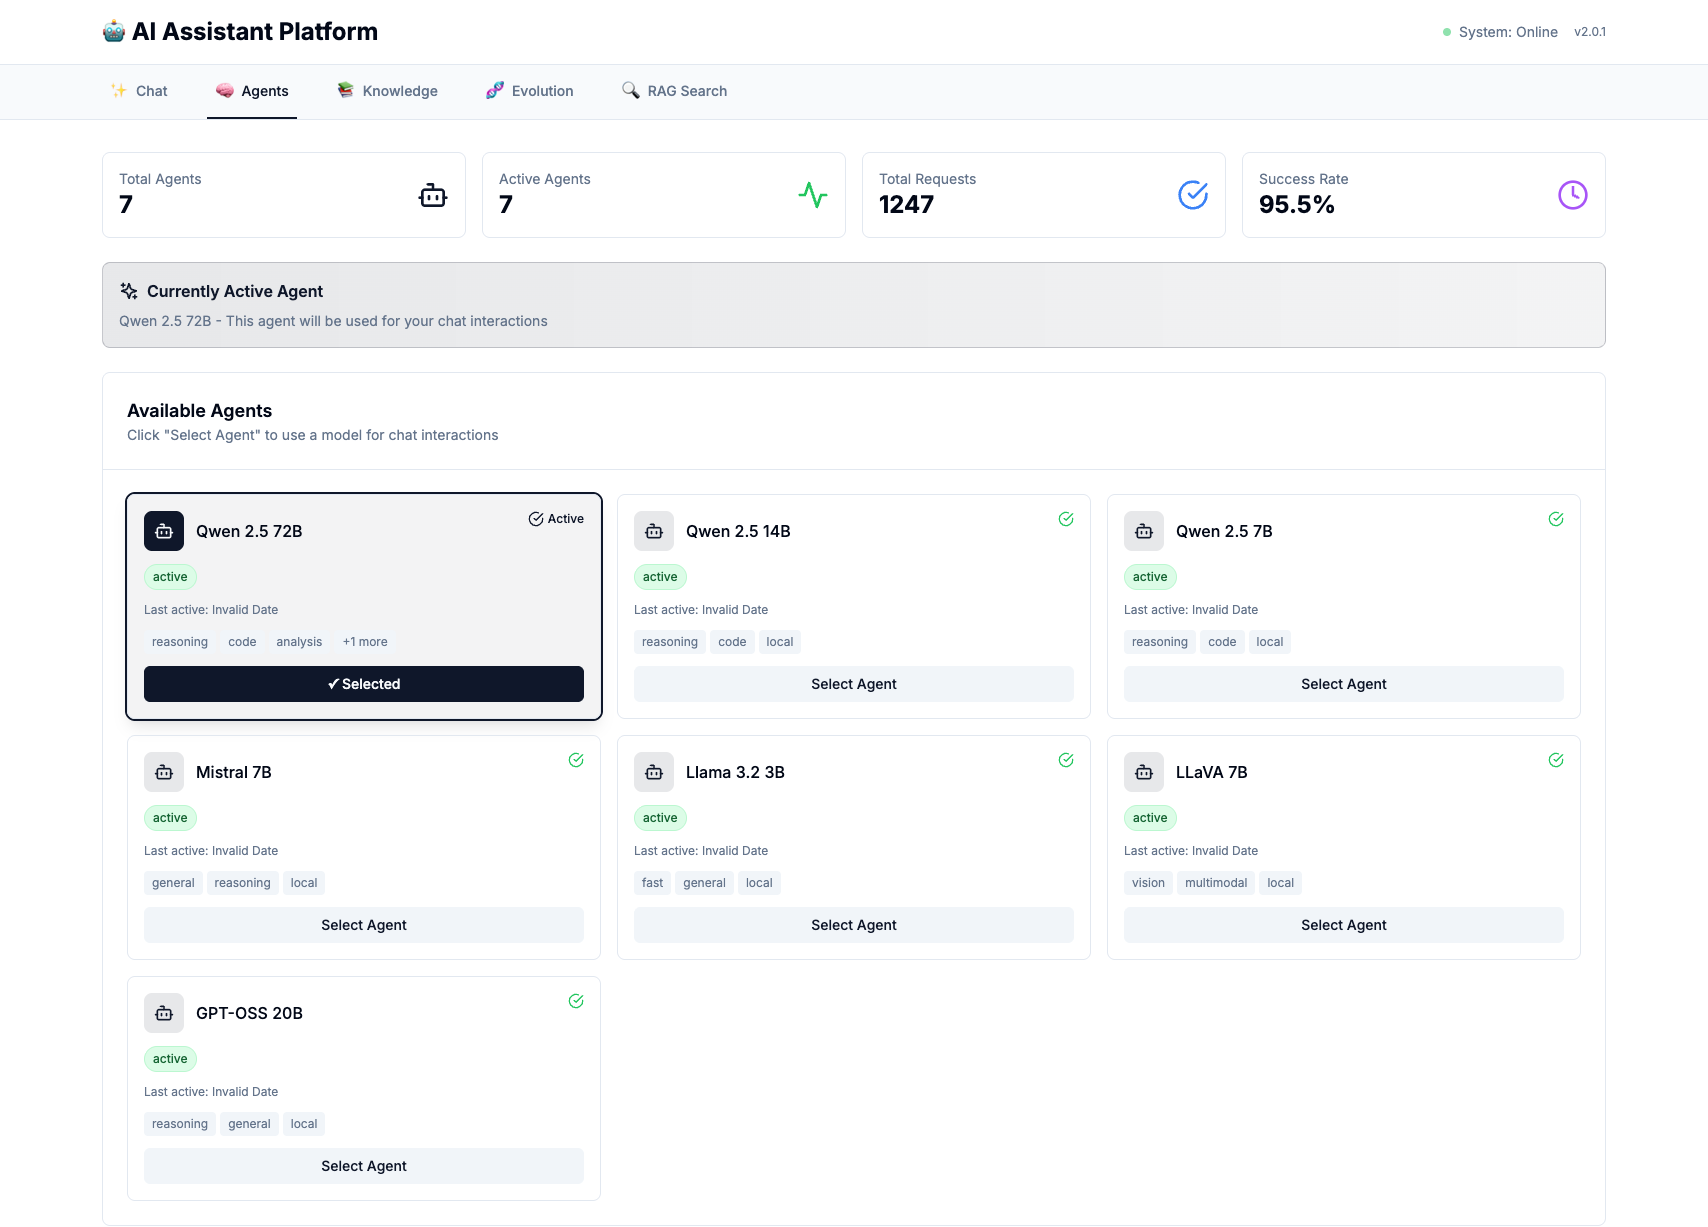 🤖 AI Assistant Platform
System: Online v2.0.1
✨ Chat
🧠 Agents
📚 Knowledge
🧬 Evolution
🔍 RAG Search
Total Agents
7
Active Agents
7
Total Requests
1247
Success Rate
95.5%
Currently Active Agent
Qwen 2.5 72B - This agent will be used for your chat interactions
Available Agents
Click "Select Agent" to use a model for chat interactions
Qwen 2.5 72B
Active
active
Last active: Invalid Date
reasoning code analysis +1 more
✓ Selected
Qwen 2.5 14B
active
Last active: Invalid Date
reasoning code local
Select Agent
Qwen 2.5 7B
active
Last active: Invalid Date
reasoning code local
Select Agent
Mistral 7B
active
Last active: Invalid Date
general reasoning local
Select Agent
Llama 3.2 3B
active
Last active: Invalid Date
fast general local
Select Agent
LLaVA 7B
active
Last active: Invalid Date
vision multimodal local
Select Agent
GPT-OSS 20B
active
Last active: Invalid Date
reasoning general local
Select Agent